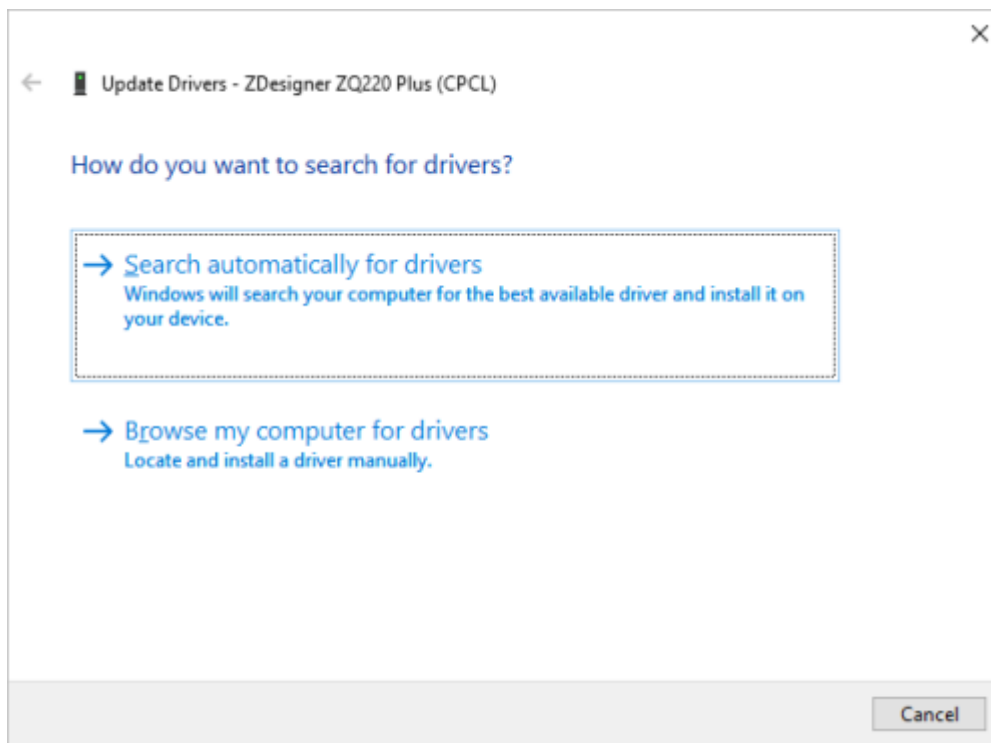 Update Drivers - ZDesigner ZQ220 Plus (CPCL)
How do you want to search for drivers?
Search automatically for drivers
Windows will search your computer for the best available driver and install it on
your device.
Browse my computer for drivers
Locate and install a driver manually.
Cancel